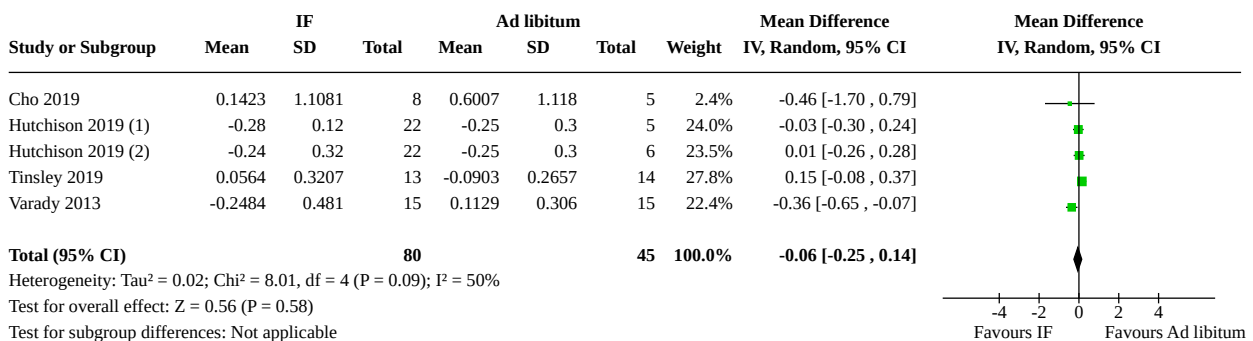 IF Ad libitum Mean Difference Mean Difference
Study or Subgroup Mean SD Total Mean SD Total Weight IV, Random, 95% CI IV, Random, 95% CI
Cho 2019 0.1423 1.1081 8 0.6007 1.118 5 2.4% -0.46 [-1.70 , 0.79]
Hutchison 2019 (1) -0.28 0.12 22 -0.25 0.3 5 24.0% -0.03 [-0.30 , 0.24]
Hutchison 2019 (2) -0.24 0.32 22 -0.25 0.3 6 23.5% 0.01 [-0.26 , 0.28]
Tinsley 2019 0.0564 0.3207 13 -0.0903 0.2657 14 27.8% 0.15 [-0.08 , 0.37]
Varady 2013 -0.2484 0.481 15 0.1129 0.306 15 22.4% -0.36 [-0.65 , -0.07]
Total (95% CI) 80 45 100.0% -0.06 [-0.25 , 0.14]
Heterogeneity: Tau² = 0.02; Chi² = 8.01, df = 4 (P = 0.09); I² = 50%
Test for overall effect: Z = 0.56 (P = 0.58)
-4 -2 0 2 4
Test for subgroup differences: Not applicable
Favours IF Favours Ad libitum